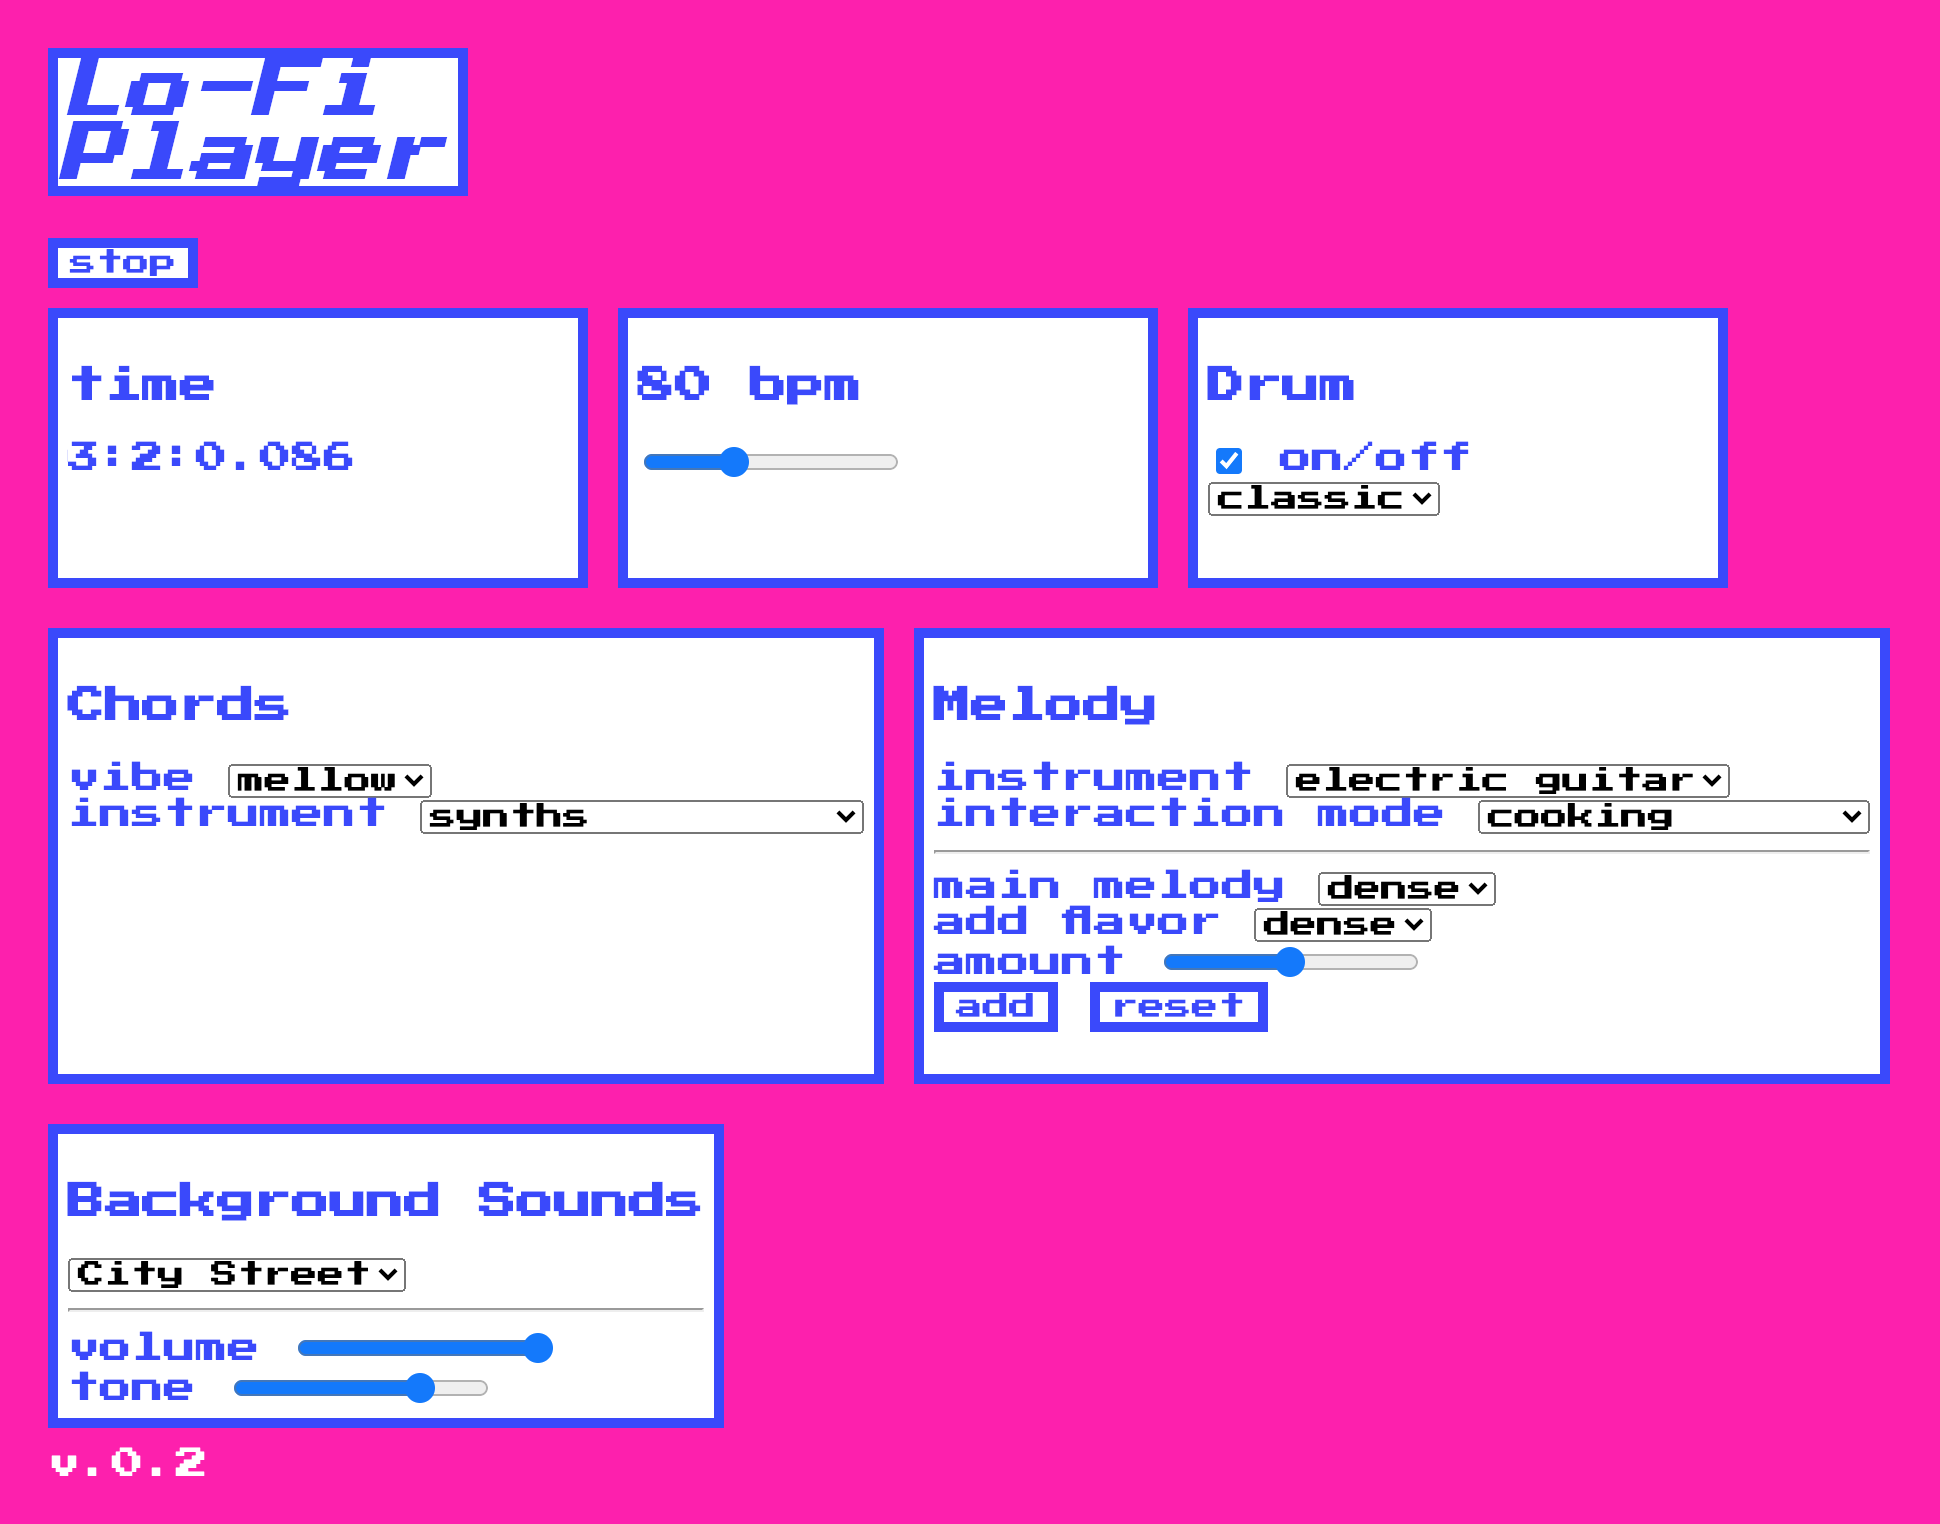 Lo-Fi
Player
stop
time
3:2:0.086
80 bpm
Drum
on/off
classic
Chords
vibe mellow
instrument synths
Melody
instrument electric guitar
interaction mode cooking
main melody dense
add flavor dense
amount
add reset
Background Sounds
City Street
volume
tone
v.0.2